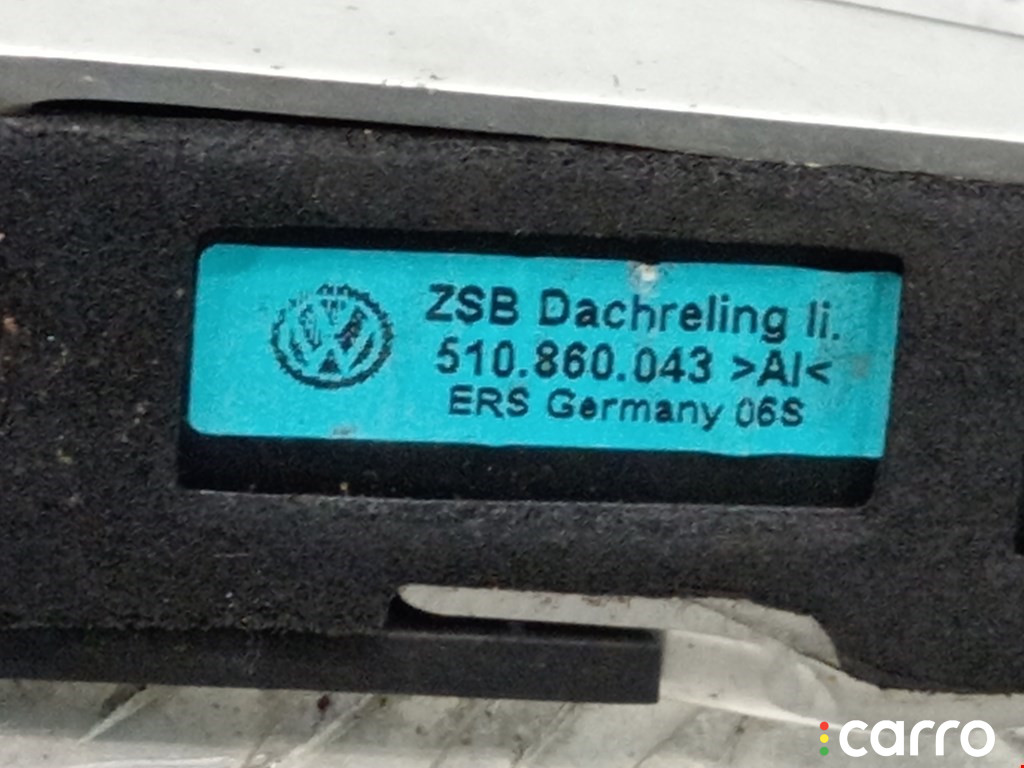 ZSB Dachreling li.
510.860.043 >Al<
ERS Germany 06S
carro